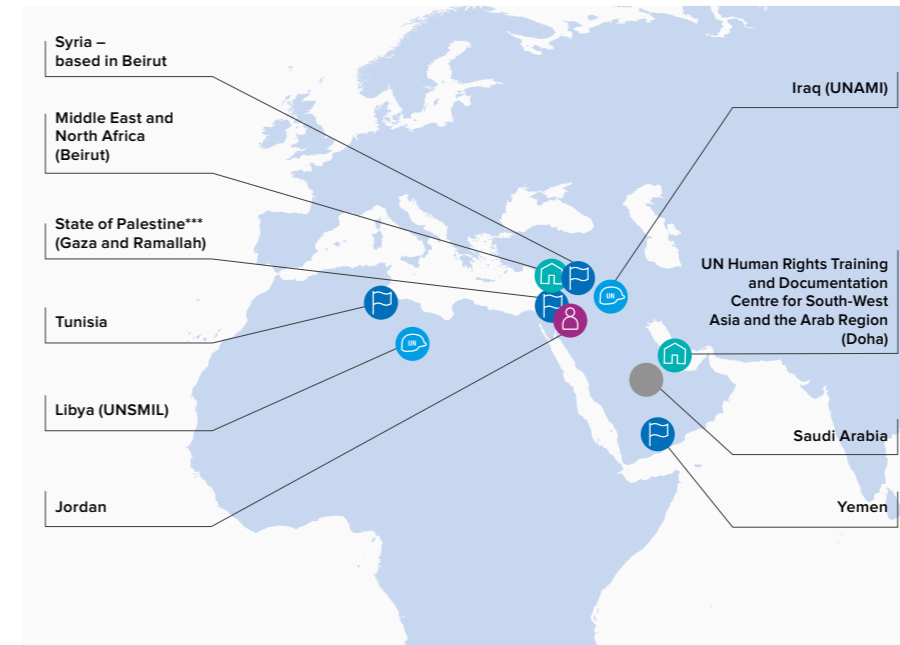 Syria –
based in Beirut
Middle East and
North Africa
(Beirut)
State of Palestine***
(Gaza and Ramallah)
Tunisia
Libya (UNSMIL)
Jordan
Iraq (UNAMI)
UN Human Rights Training
and Documentation
Centre for South-West
Asia and the Arab Region
(Doha)
Saudi Arabia
Yemen
UN
UN